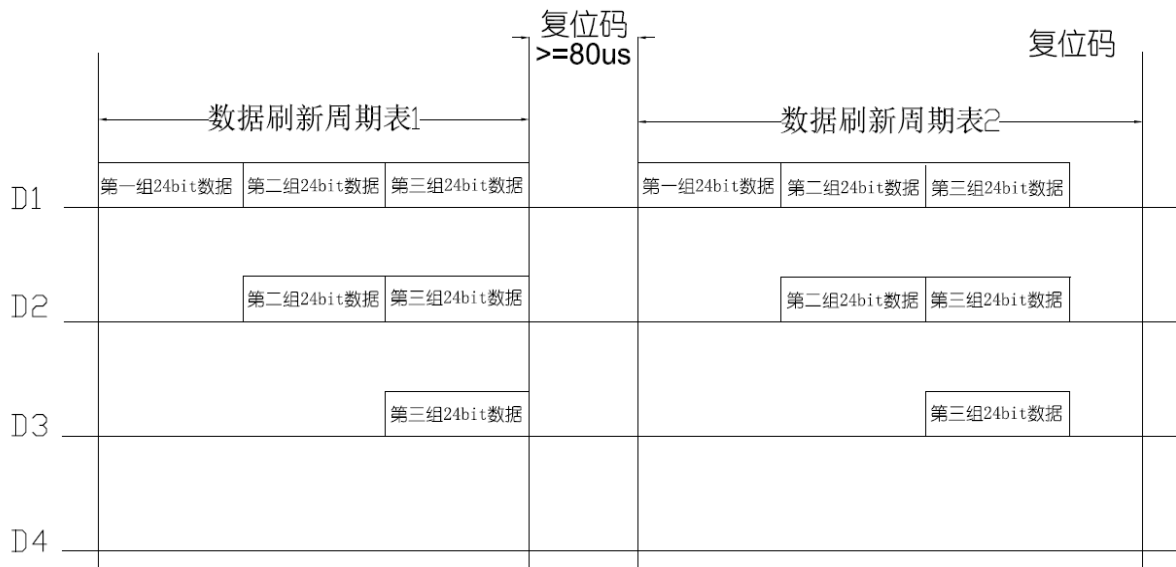 复位码
>=80us
复位码
数据刷新周期表1
数据刷新周期表2
D1
第一组24bit数据
第二组24bit数据
第三组24bit数据
第一组24bit数据
第二组24bit数据
第三组24bit数据
D2
第二组24bit数据
第三组24bit数据
第二组24bit数据
第三组24bit数据
D3
第三组24bit数据
第三组24bit数据
D4